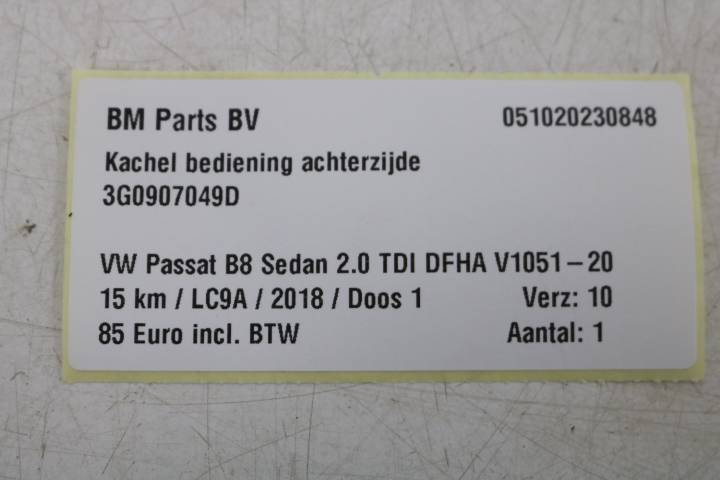 BM Parts BV 051020230848
Kachel bediening achterzijde
3G0907049D
VW Passat B8 Sedan 2.0 TDI DFHA V1051-20
15 km / LC9A / 2018 / Doos 1 Verz: 10
85 Euro incl. BTW Aantal: 1